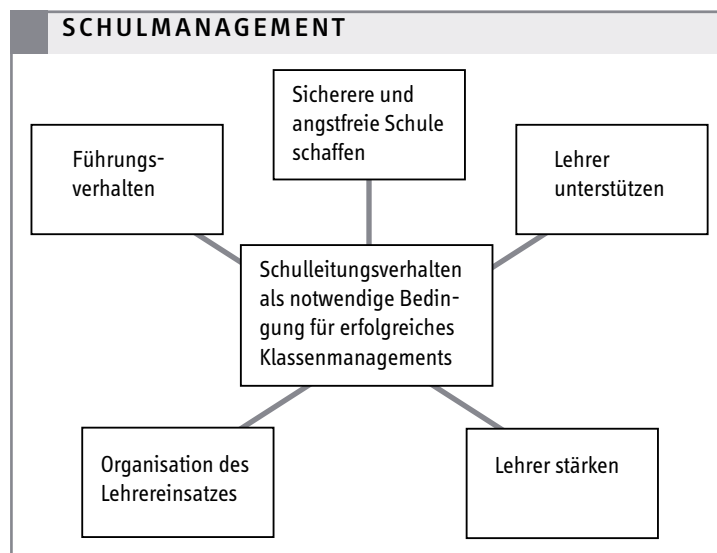 SCHULMANAGEMENT
Sicherere und
angstfreie Schule
schaffen
Führungs-
verhalten
Lehrer
unterstützen
Schulleitungsverhalten
als notwendige Bedin-
gung für erfolgreiches
Klassenmanagements
Organisation des
Lehrereinsatzes
Lehrer stärken